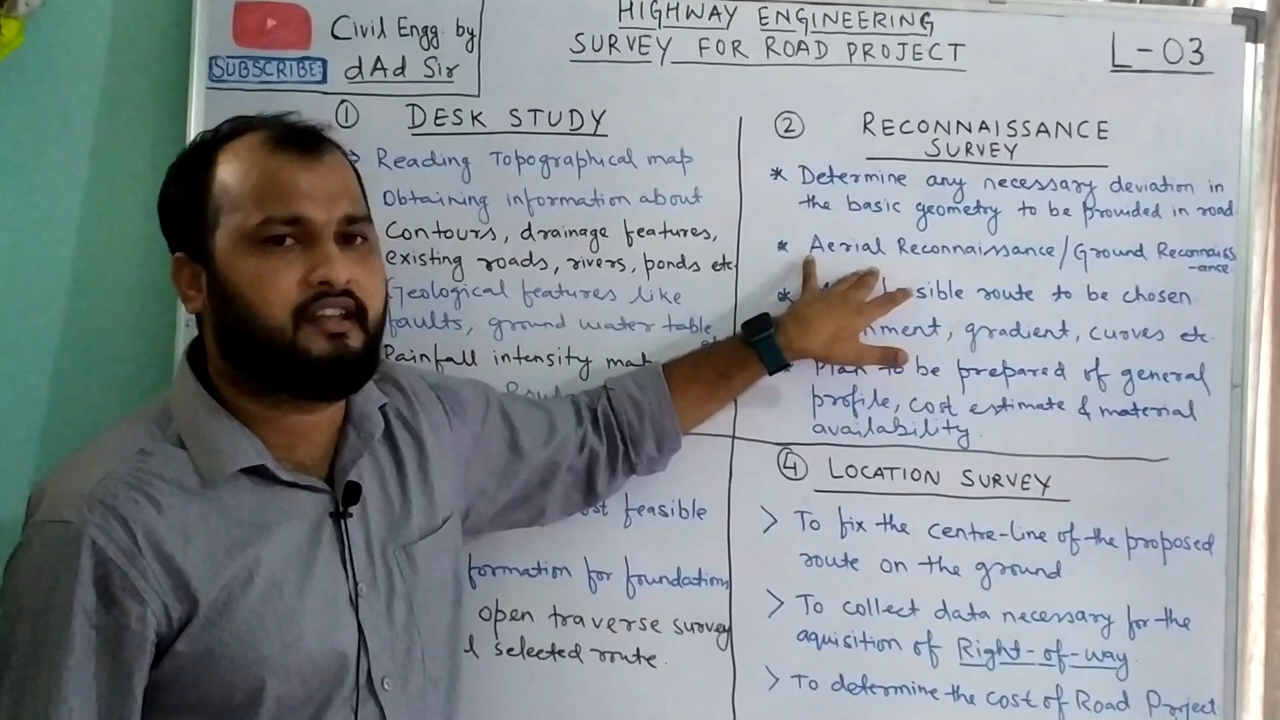 Civil Engg. by
SUBSCRIBE:
dAd Sir
HIGHWAY ENGINEERING
SURVEY FOR ROAD PROJECT
L-03
① DESK STUDY
Reading Topographical map
Obtaining information about
Contours, drainage features,
existing roads, rivers, ponds etc
Geological features like
faults, ground water table
Rainfall intensity
feasible
formation for foundations
open traverse survey
selected route.
② RECONNAISSANCE
SURVEY
* Determine any necessary deviation in
the basic geometry to be provided in road.
* Aerial Reconnaissance/Ground Reconnaiss
-ance
route to be chosen
gradient, curves etc.
* Plan to be prepared of general
profile, cost estimate & material
availability.
④ LOCATION SURVEY
> To fix the centre-line of the proposed
route on the ground
> To collect data necessary for the
aquisition of Right-of-way.
> To determine the cost of Road Project